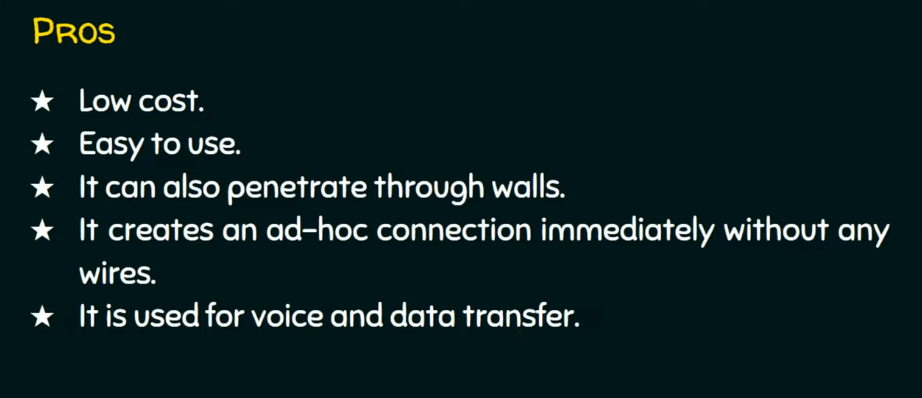 Pros
★ Low cost.
★ Easy to use.
★ It can also penetrate through walls.
★ It creates an ad-hoc connection immediately without any
wires.
★ It is used for voice and data transfer.